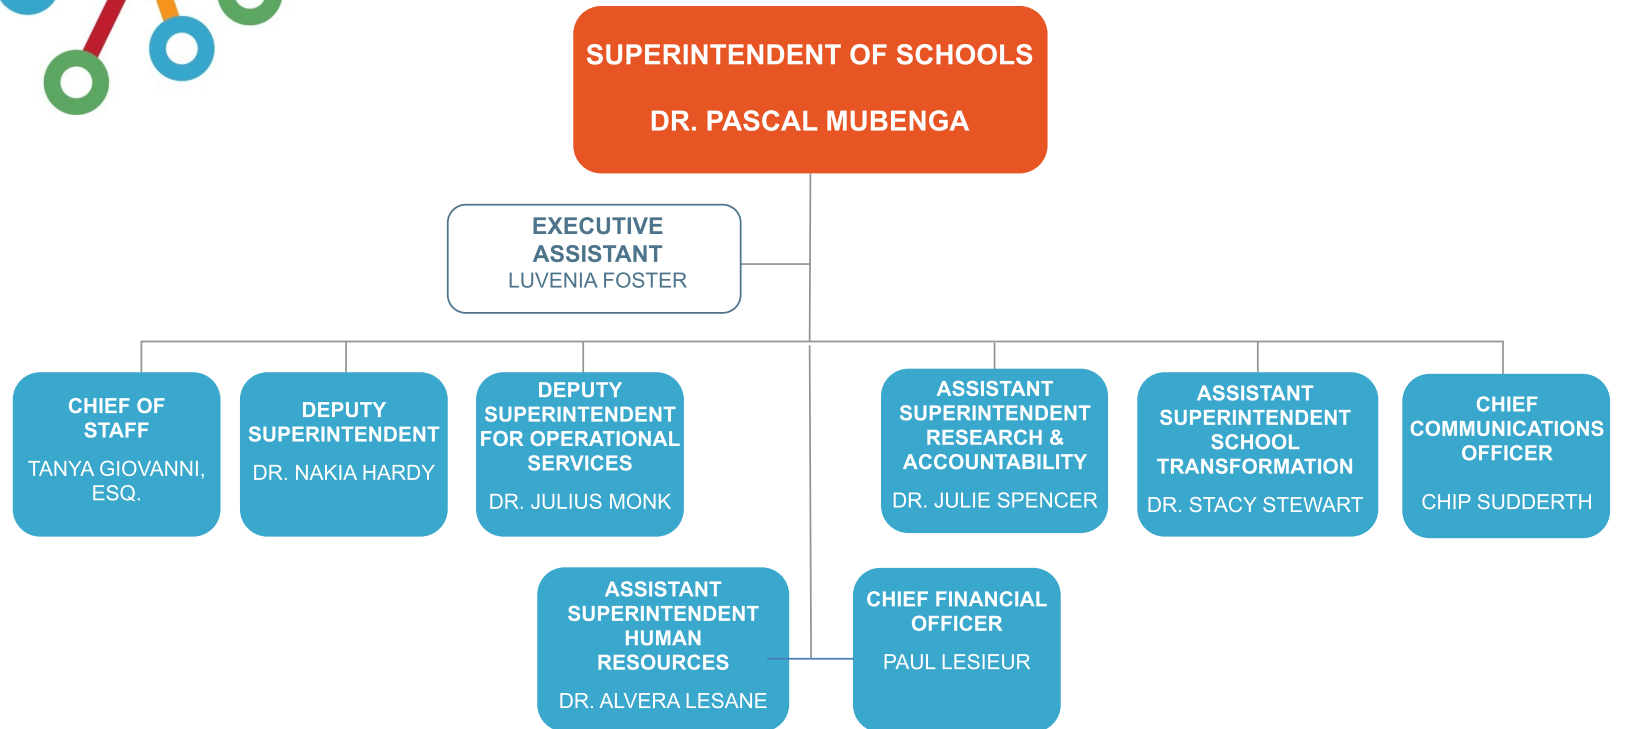 SUPERINTENDENT OF SCHOOLS
DR. PASCAL MUBENGA
EXECUTIVE
ASSISTANT
LUVENIA FOSTER
CHIEF OF
STAFF
TANYA GIOVANNI,
ESQ.
DEPUTY
SUPERINTENDENT
DR. NAKIA HARDY
DEPUTY
SUPERINTENDENT
FOR OPERATIONAL
SERVICES
DR. JULIUS MONK
ASSISTANT
SUPERINTENDENT
RESEARCH &
ACCOUNTABILITY
DR. JULIE SPENCER
ASSISTANT
SUPERINTENDENT
SCHOOL
TRANSFORMATION
DR. STACY STEWART
CHIEF
COMMUNICATIONS
OFFICER
CHIP SUDDERTH
ASSISTANT
SUPERINTENDENT
HUMAN
RESOURCES
DR. ALVERA LESANE
CHIEF FINANCIAL
OFFICER
PAUL LESIEUR